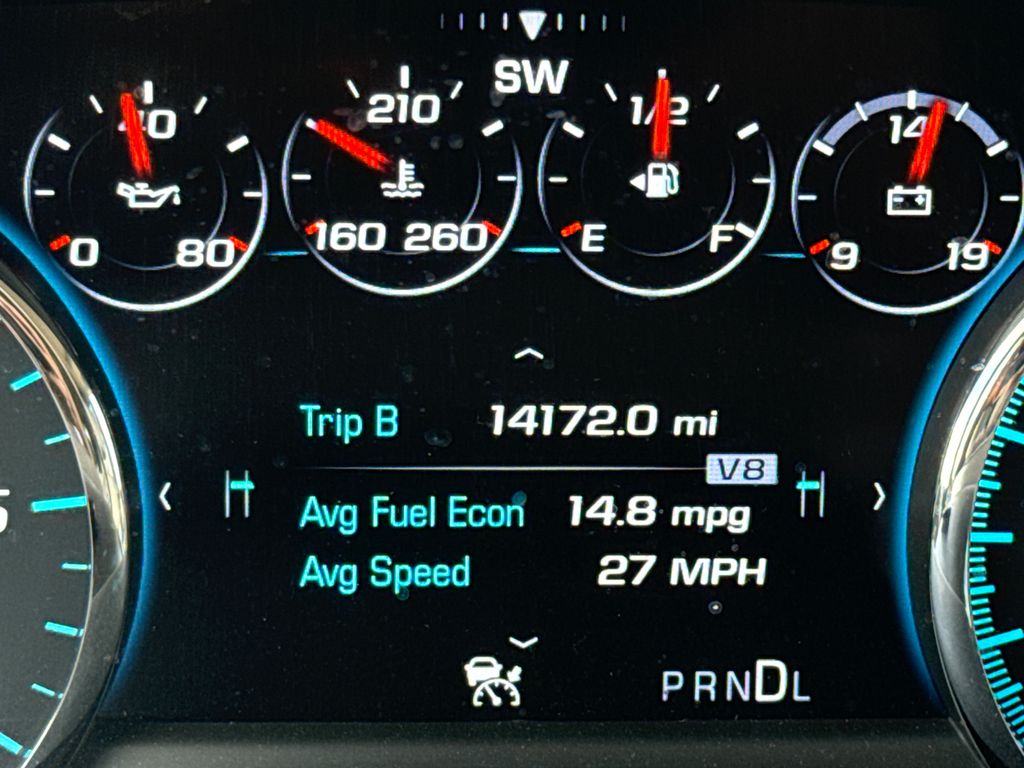 SW
40
210
1/2
14
0 80
160 260
E F
9 19
Trip B 14172.0 mi
V8
Avg Fuel Econ 14.8 mpg
Avg Speed 27 MPH
PRNDL